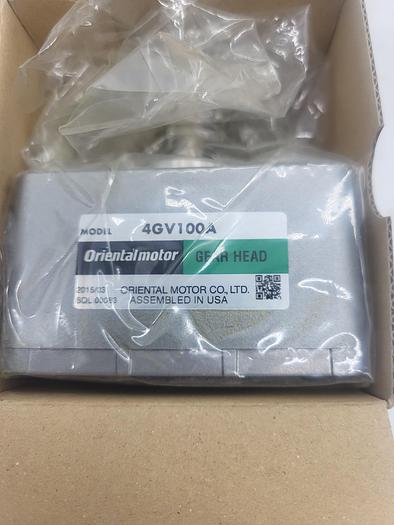 MODEL 4GV100A
Orientalmotor GEAR HEAD
2015/03 ORIENTAL MOTOR CO., LTD.
ASSEMBLED IN USA